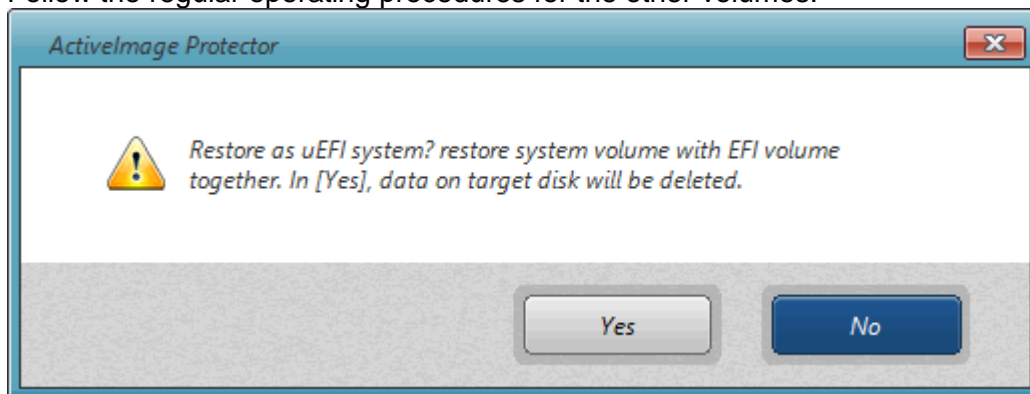 Follow the regular operating procedures for the other volumes.
ActiveImage Protector
Restore as uEFI system? restore system volume with EFI volume
together. In [Yes], data on target disk will be deleted.
Yes
No